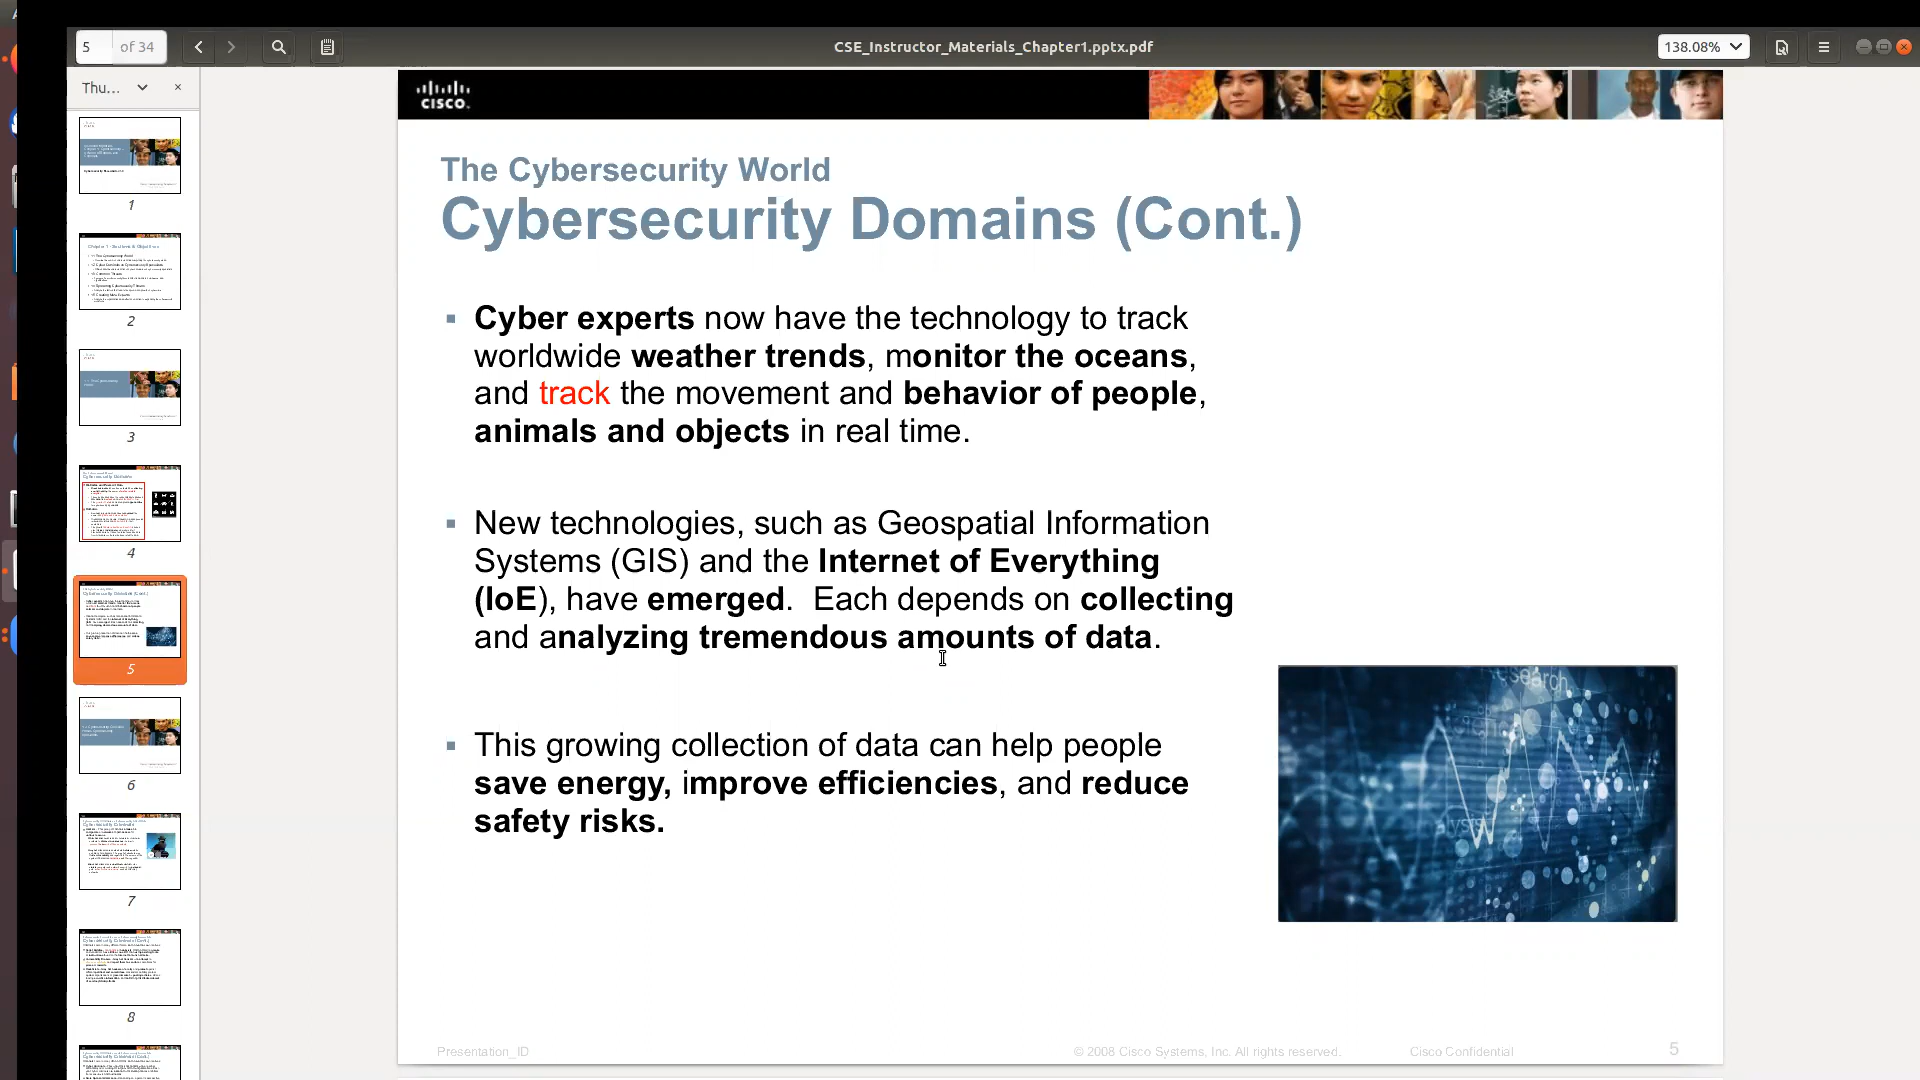 5 of 34
CSE_Instructor_Materials_Chapter1.pptx.pdf
138.08%
Thu...
1
2
3
4
5
6
7
8
CISCO
The Cybersecurity World
Cybersecurity Domains (Cont.)
Cyber experts now have the technology to track
worldwide weather trends, monitor the oceans,
and track the movement and behavior of people,
animals and objects in real time.
New technologies, such as Geospatial Information
Systems (GIS) and the Internet of Everything
(IoE), have emerged. Each depends on collecting
and analyzing tremendous amounts of data.
This growing collection of data can help people
save energy, improve efficiencies, and reduce
safety risks.
Presentation_ID
© 2008 Cisco Systems, Inc. All rights reserved.
Cisco Confidential
5